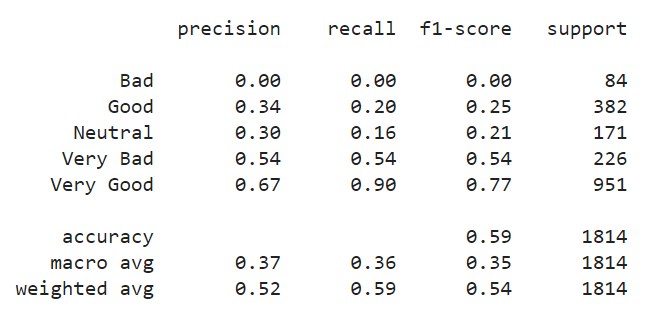 precision recall f1-score support
Bad 0.00 0.00 0.00 84
Good 0.34 0.20 0.25 382
Neutral 0.30 0.16 0.21 171
Very Bad 0.54 0.54 0.54 226
Very Good 0.67 0.90 0.77 951
accuracy 0.59 1814
macro avg 0.37 0.36 0.35 1814
weighted avg 0.52 0.59 0.54 1814